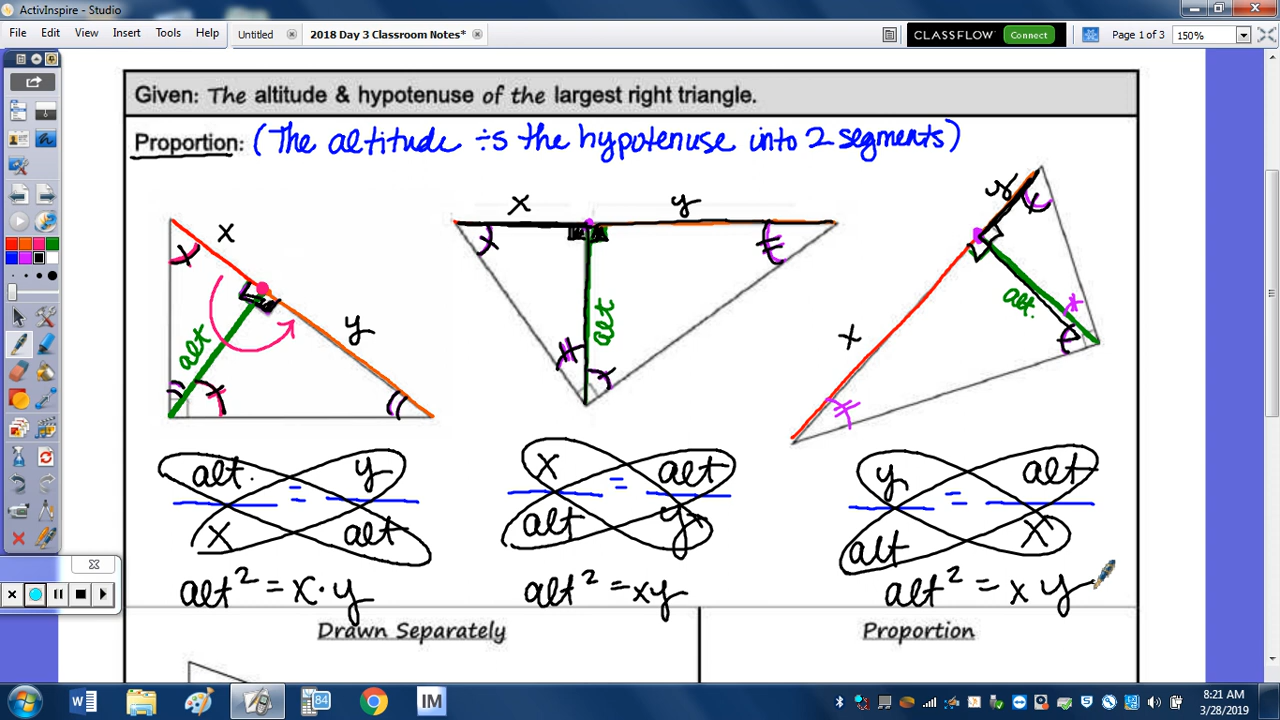 ActivInspire - Studio
File Edit View Insert Tools Help Untitled 2018 Day 3 Classroom Notes* CLASSFLOW Connect Page 1 of 3 150%
Given: The altitude & hypotenuse of the largest right triangle.
Proportion: (The altitude ÷s the hypotenuse into 2 segments)
x y alt
x y alt
y x alt.
alt. / x = y / alt
x / alt = alt / y
y / alt = alt / x
alt² = x · y
alt² = xy
alt² = xy
Drawn Separately
Proportion
84
IM
8:21 AM
3/28/2019